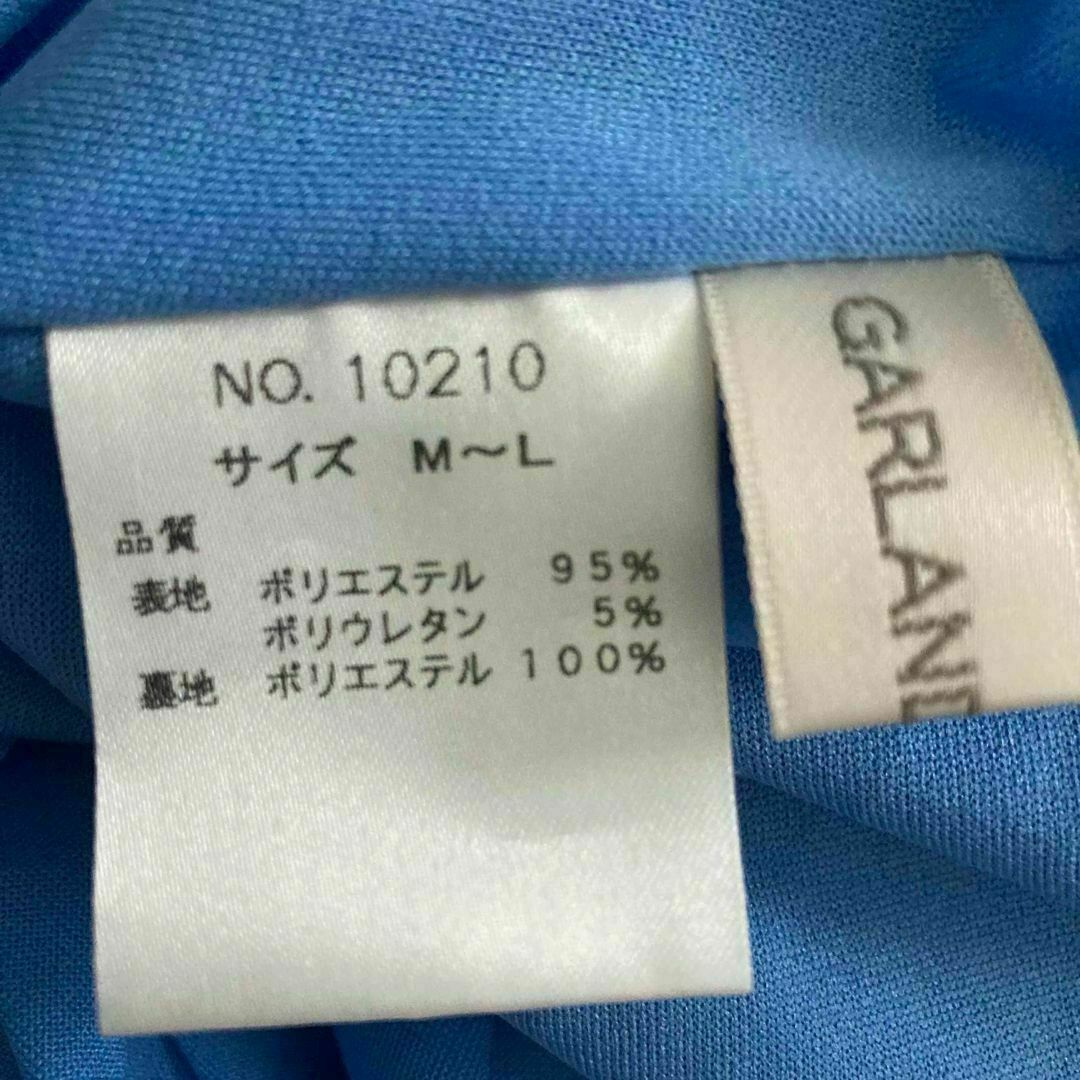 NO. 10210
サイズ M～L
品質
表地 ポリエステル 95%
ポリウレタン 5%
裏地 ポリエステル 100%
GARLAND